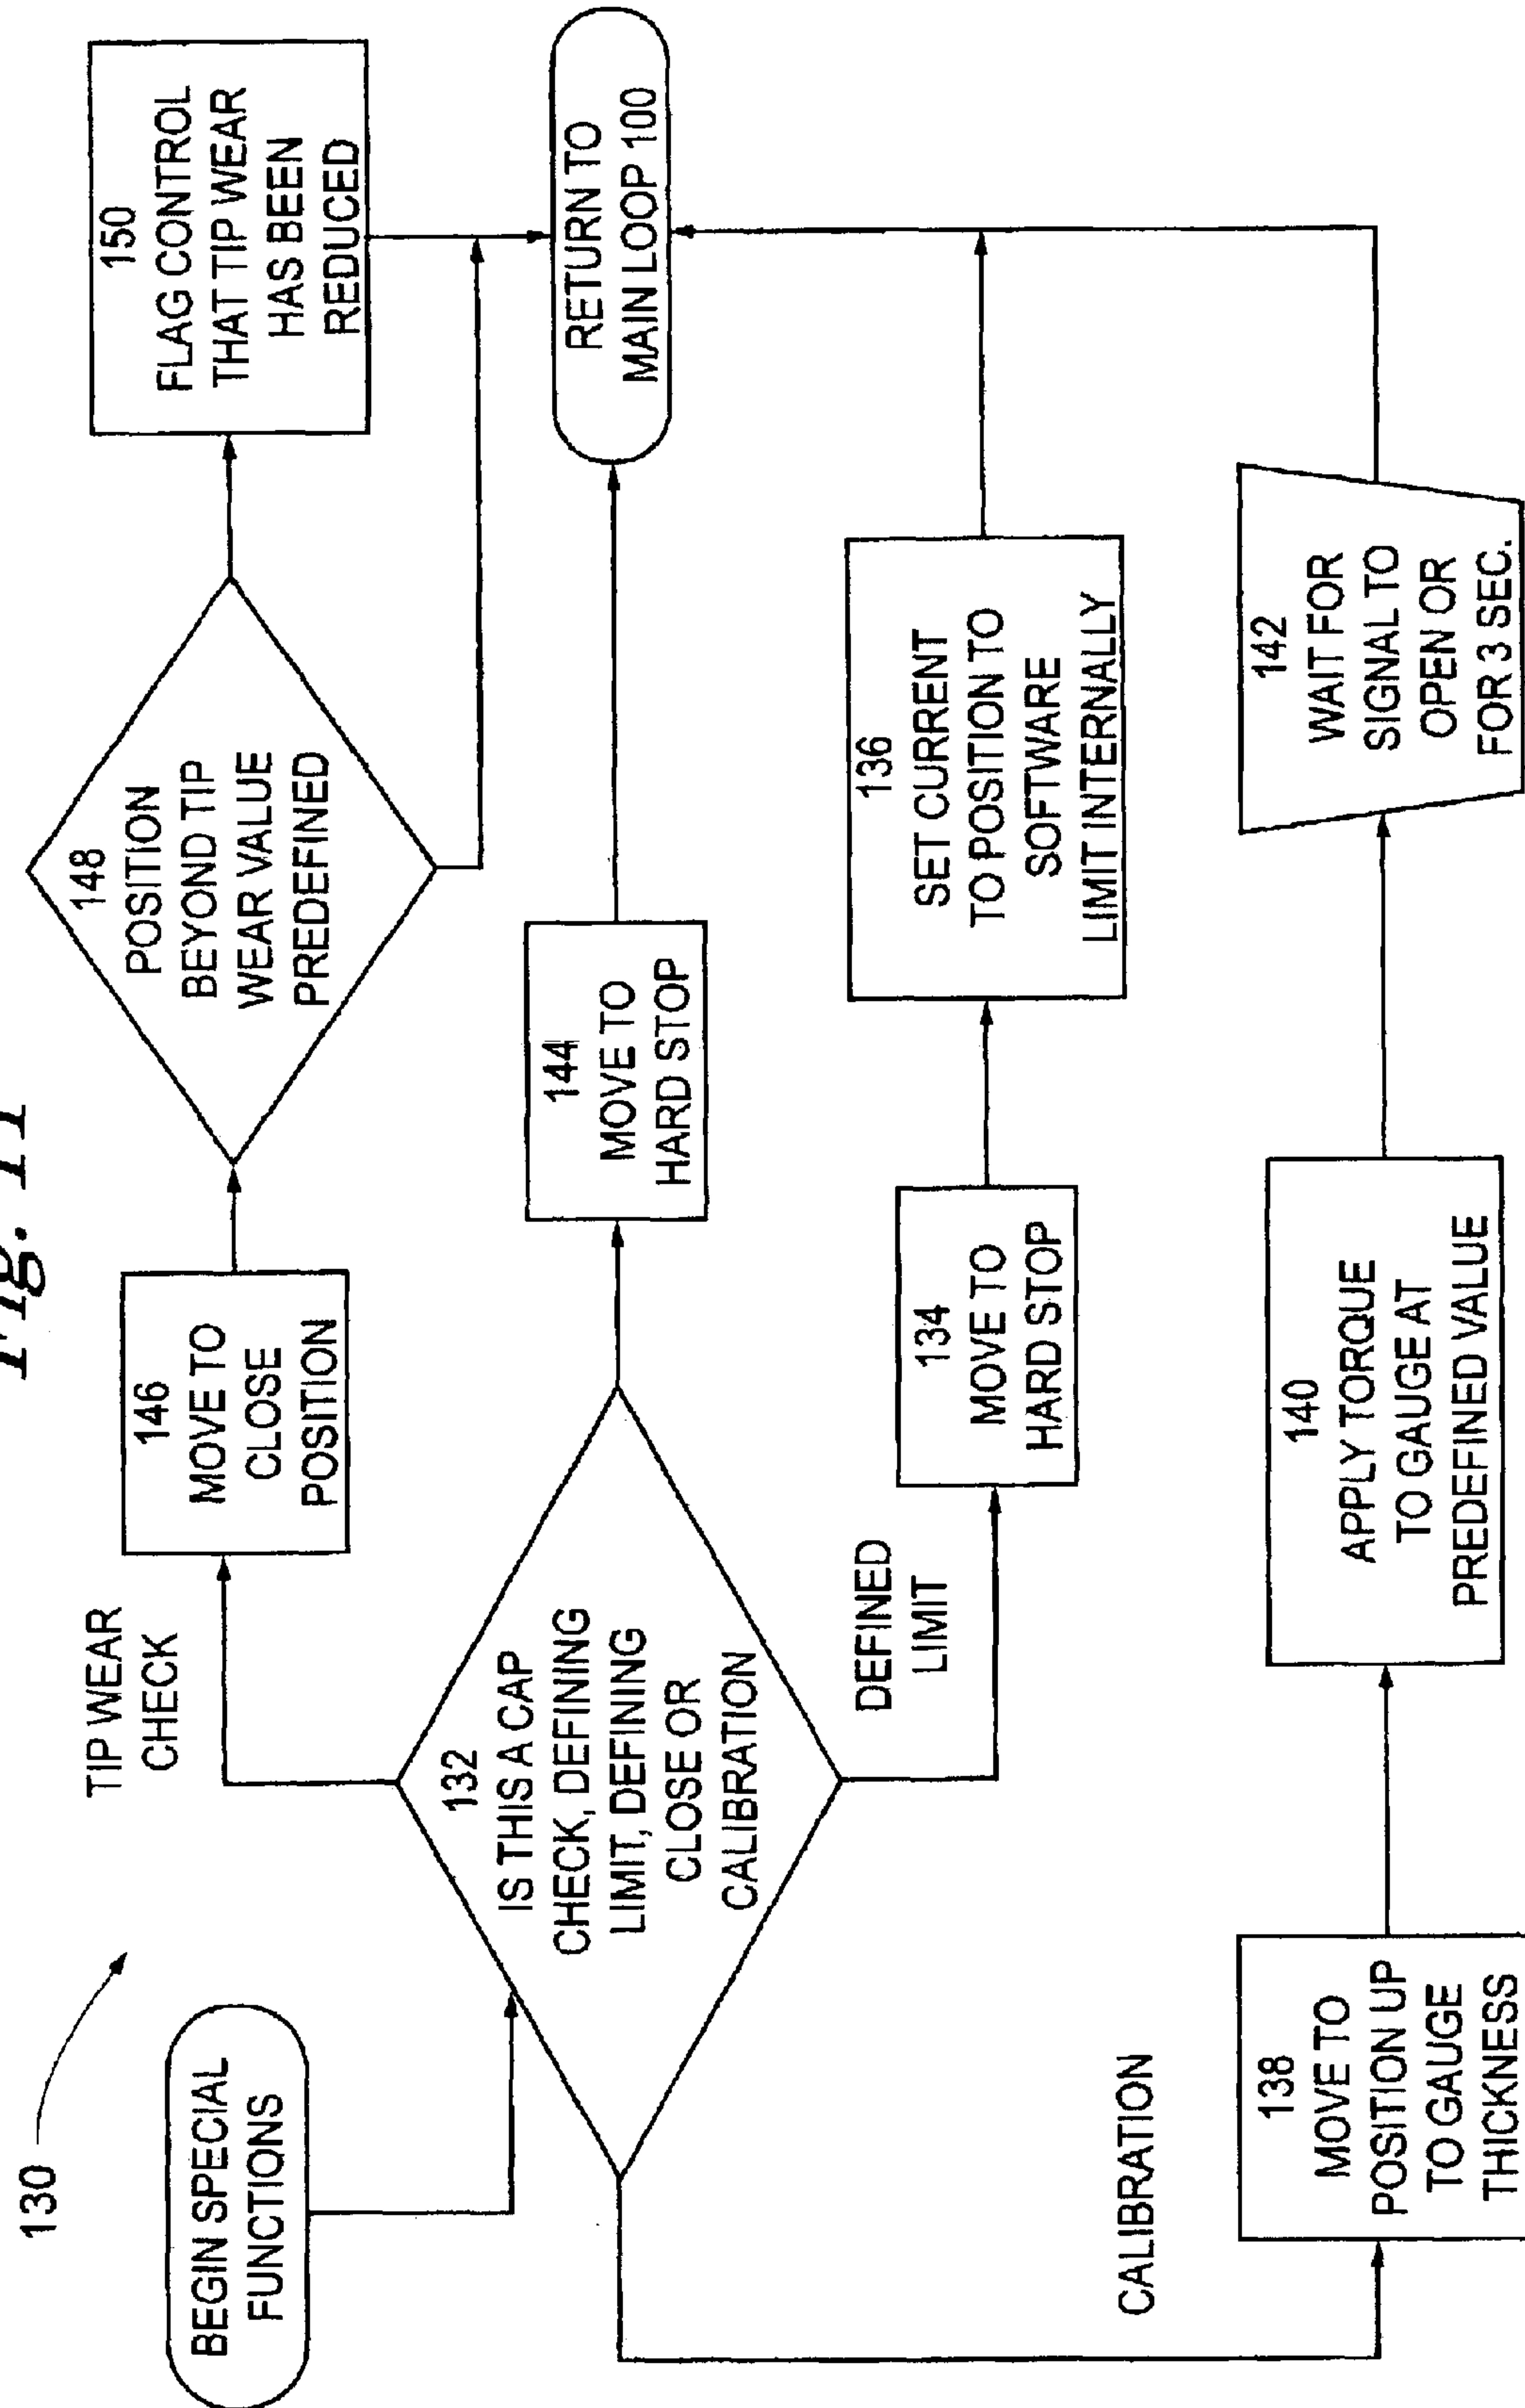 Fig. 11
130
BEGIN SPECIAL
FUNCTIONS
132
IS THIS A CAP
CHECK, DEFINING
LIMIT, DEFINING
CLOSE OR
CALIBRATION
TIP WEAR
CHECK
146
MOVE TO
CLOSE
POSITION
148
POSITION
BEYOND TIP
WEAR VALUE
PREDEFINED
150
FLAG CONTROL
THAT TIP WEAR
HAS BEEN
REDUCED
144
MOVE TO
HARD STOP
RETURN TO
MAIN LOOP 100
DEFINED
LIMIT
134
MOVE TO
HARD STOP
136
SET CURRENT
TO POSITION TO
SOFTWARE
LIMIT INTERNALLY
CALIBRATION
138
MOVE TO
POSITION UP
TO GAUGE
THICKNESS
140
APPLY TORQUE
TO GAUGE AT
PREDEFINED VALUE
142
WAIT FOR
SIGNAL TO
OPEN OR
FOR 3 SEC.